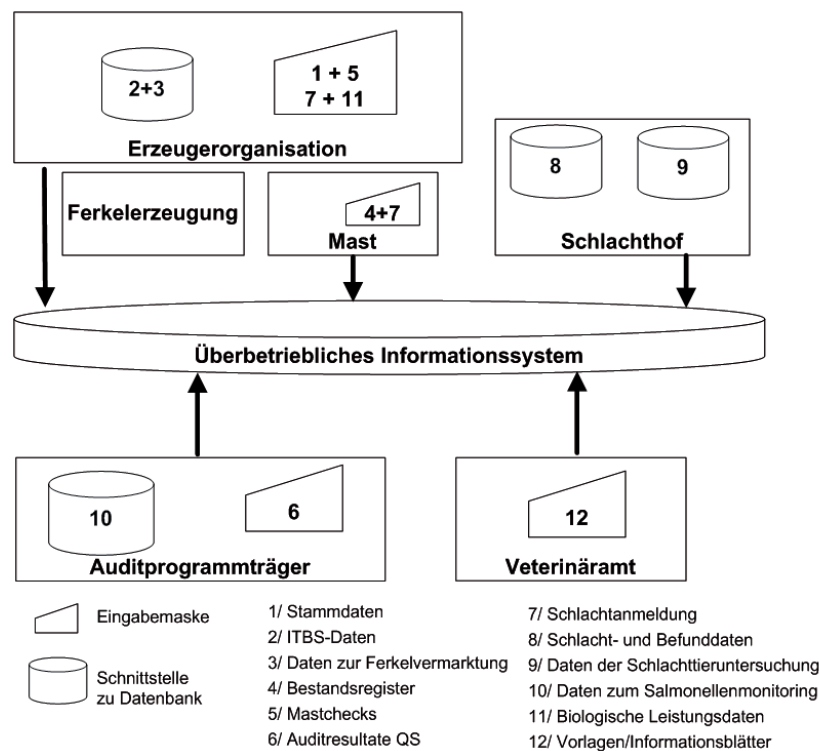 2+3
1 + 5
7 + 11
Erzeugerorganisation
8
9
Schlachthof
Ferkelerzeugung
4+7
Mast
Überbetriebliches Informationssystem
10
6
Auditprogrammträger
12
Veterinäramt
Eingabemaske
Schnittstelle
zu Datenbank
1/ Stammdaten
2/ ITBS-Daten
3/ Daten zur Ferkelvermarktung
4/ Bestandsregister
5/ Mastchecks
6/ Auditresultate QS
7/ Schlachtanmeldung
8/ Schlacht- und Befunddaten
9/ Daten der Schlachttieruntersuchung
10/ Daten zum Salmonellenmonitoring
11/ Biologische Leistungsdaten
12/ Vorlagen/Informationsblätter